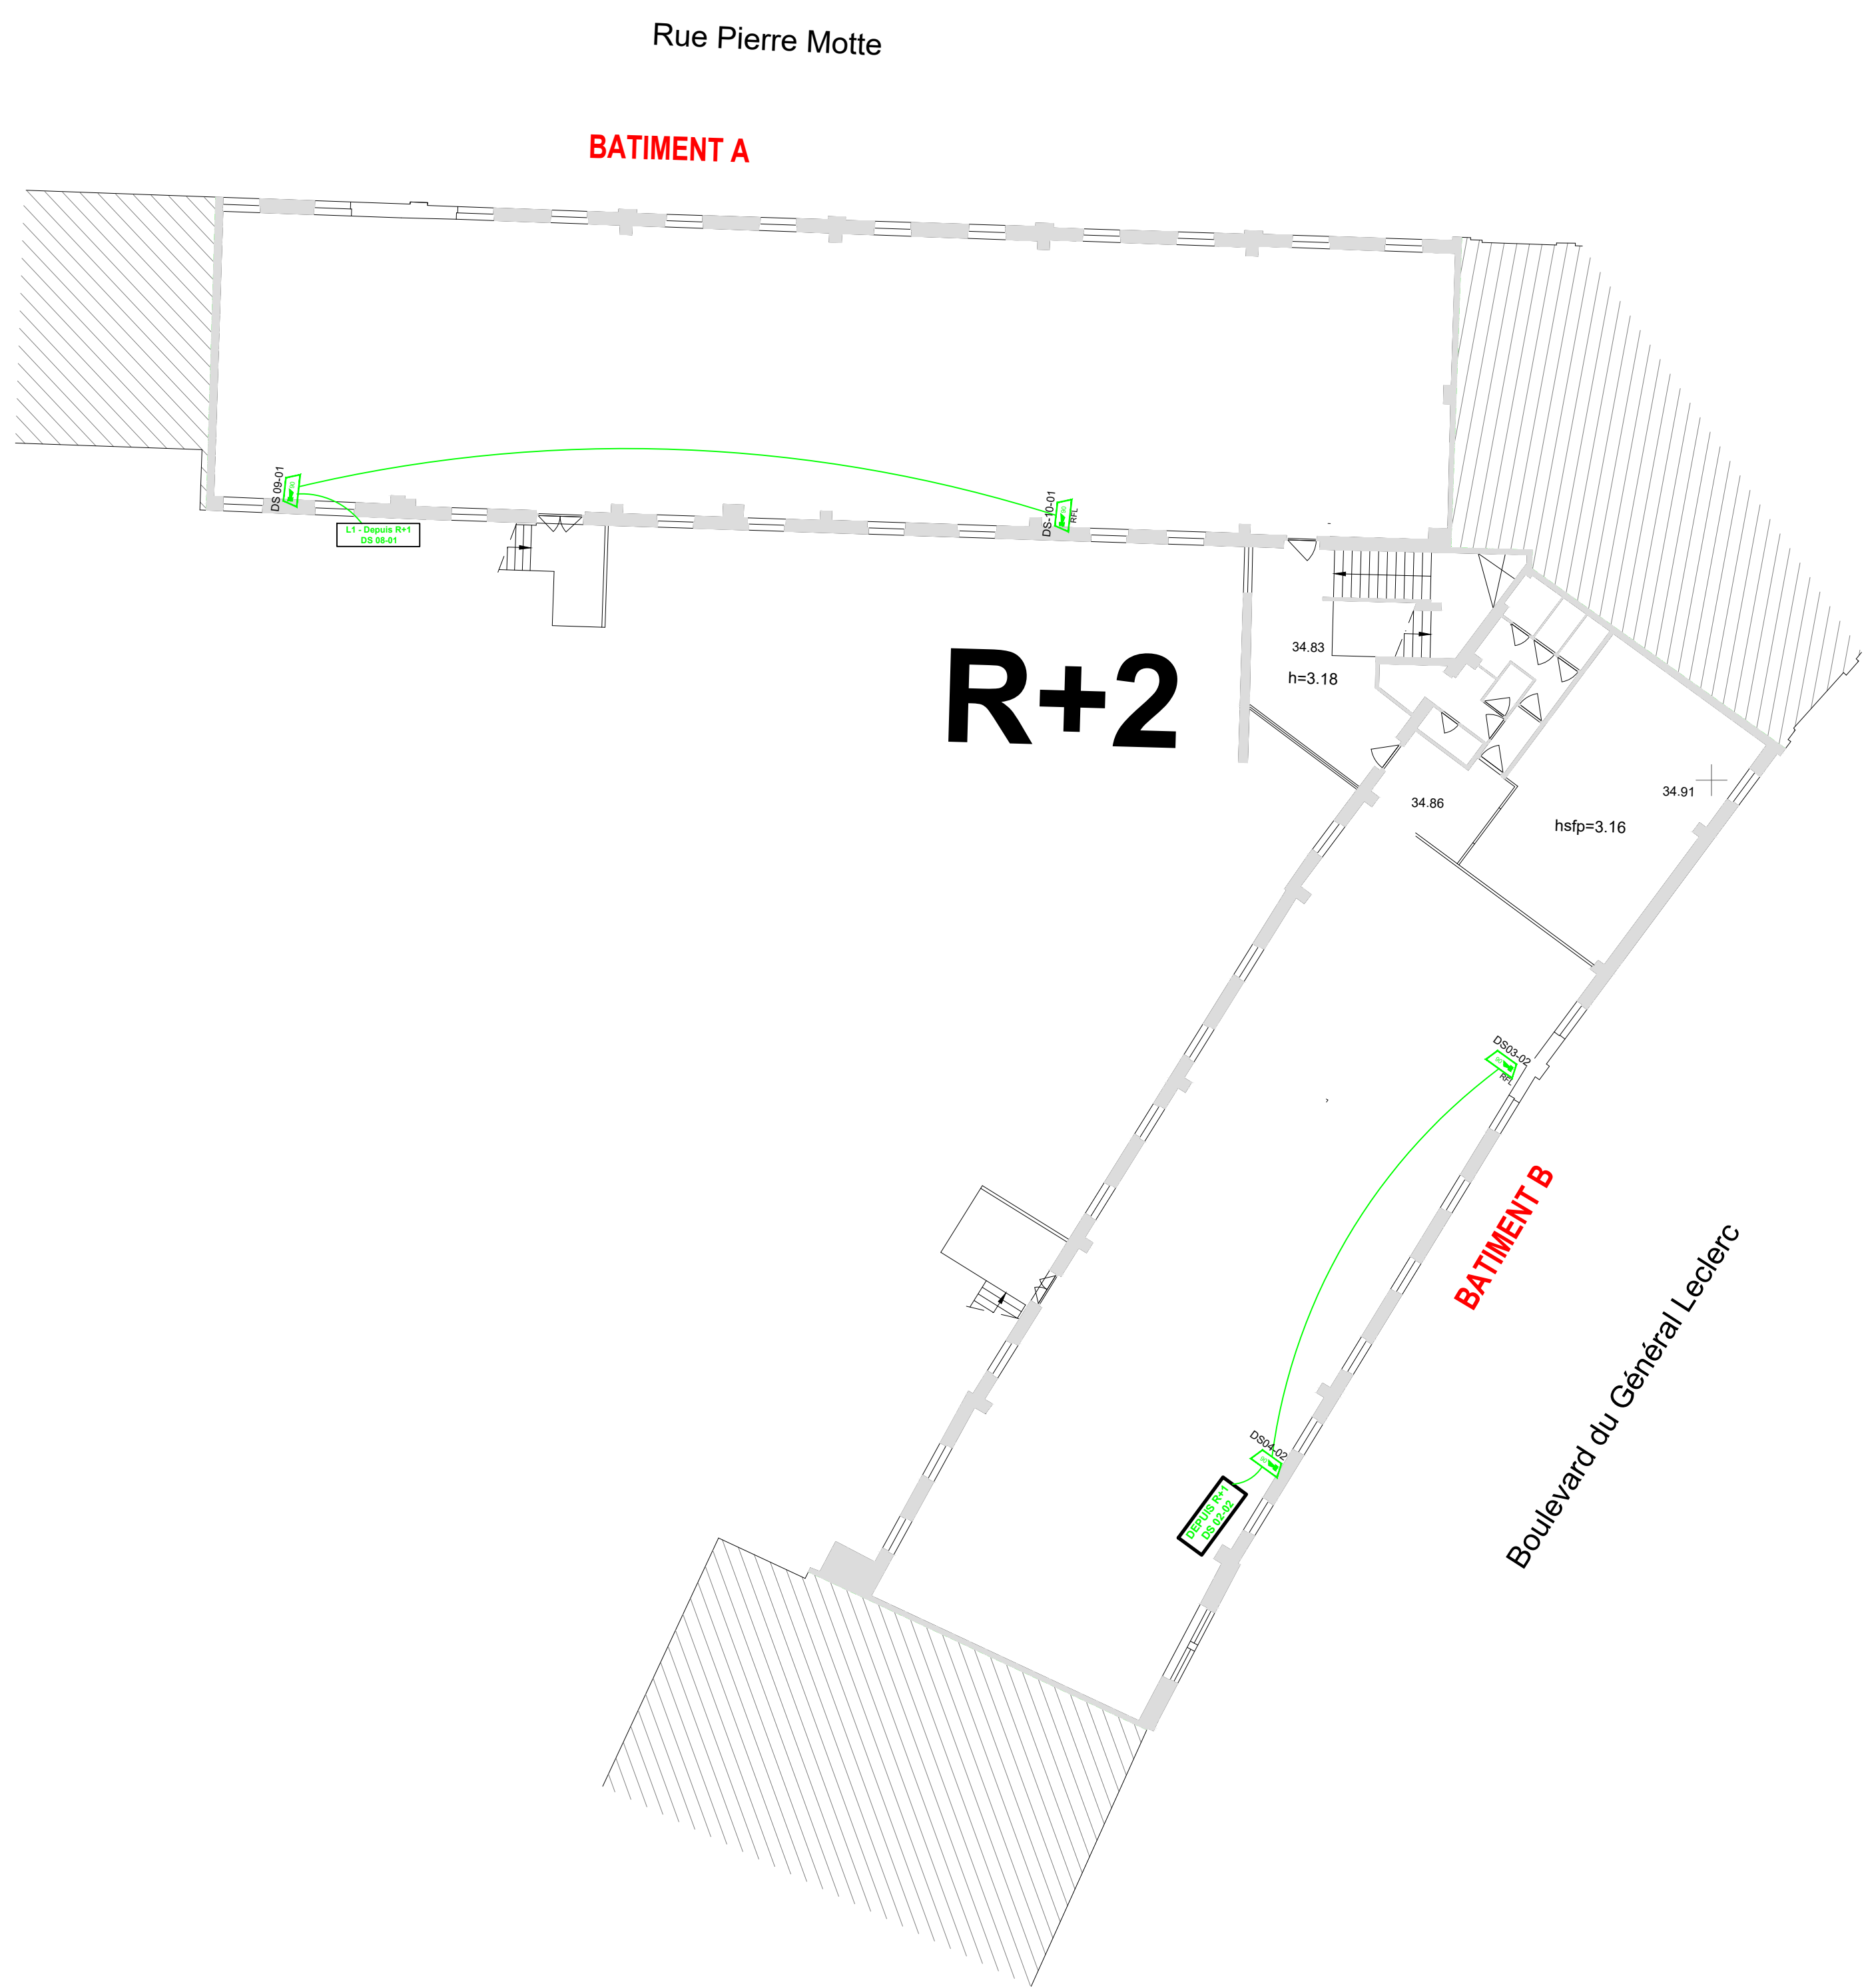 Rue Pierre Motte
BATIMENT A
DS 09-01
L1 - Depuis R+1
DS 08-01
DS-10-01
RFL
R+2
34.83
h=3.18
34.86
34.91
hsfp=3.16
DS03-02
90
RFL
BATIMENT B
Boulevard du Général Leclerc
DS04-02
90
DEPUIS R+1
DS 02-02